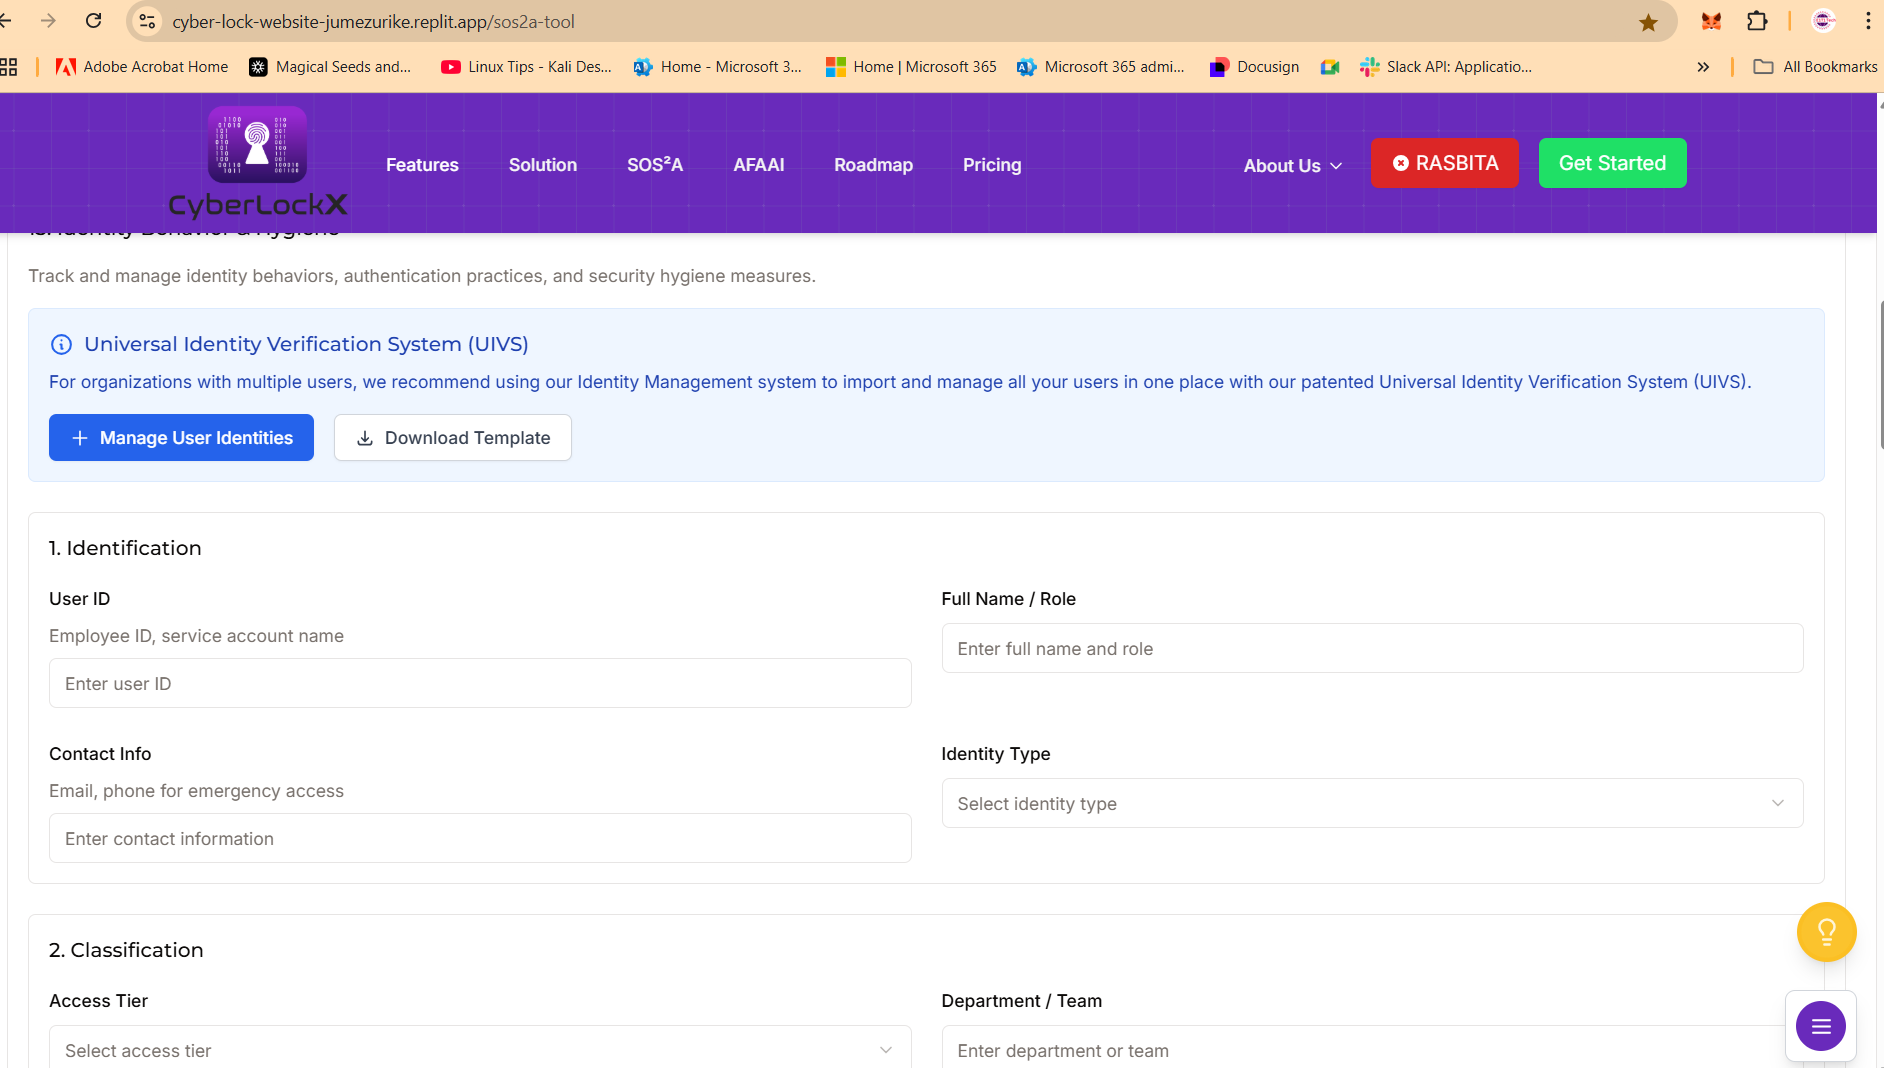 cyber-lock-website-jumezurike.replit.app/sos2a-tool
Adobe Acrobat Home
Magical Seeds and...
Linux Tips - Kali Des...
Home - Microsoft 3...
Home | Microsoft 365
Microsoft 365 admi...
Docusign
Slack API: Applicatio...
All Bookmarks
CyberLockX
Features
Solution
SOS²A
AFAAI
Roadmap
Pricing
About Us
RASBITA
Get Started
Identity Behavior & Hygiene
Track and manage identity behaviors, authentication practices, and security hygiene measures.
Universal Identity Verification System (UIVS)
For organizations with multiple users, we recommend using our Identity Management system to import and manage all your users in one place with our patented Universal Identity Verification System (UIVS).
Manage User Identities
Download Template
1. Identification
User ID
Employee ID, service account name
Enter user ID
Full Name / Role
Enter full name and role
Contact Info
Email, phone for emergency access
Enter contact information
Identity Type
Select identity type
2. Classification
Access Tier
Select access tier
Department / Team
Enter department or team